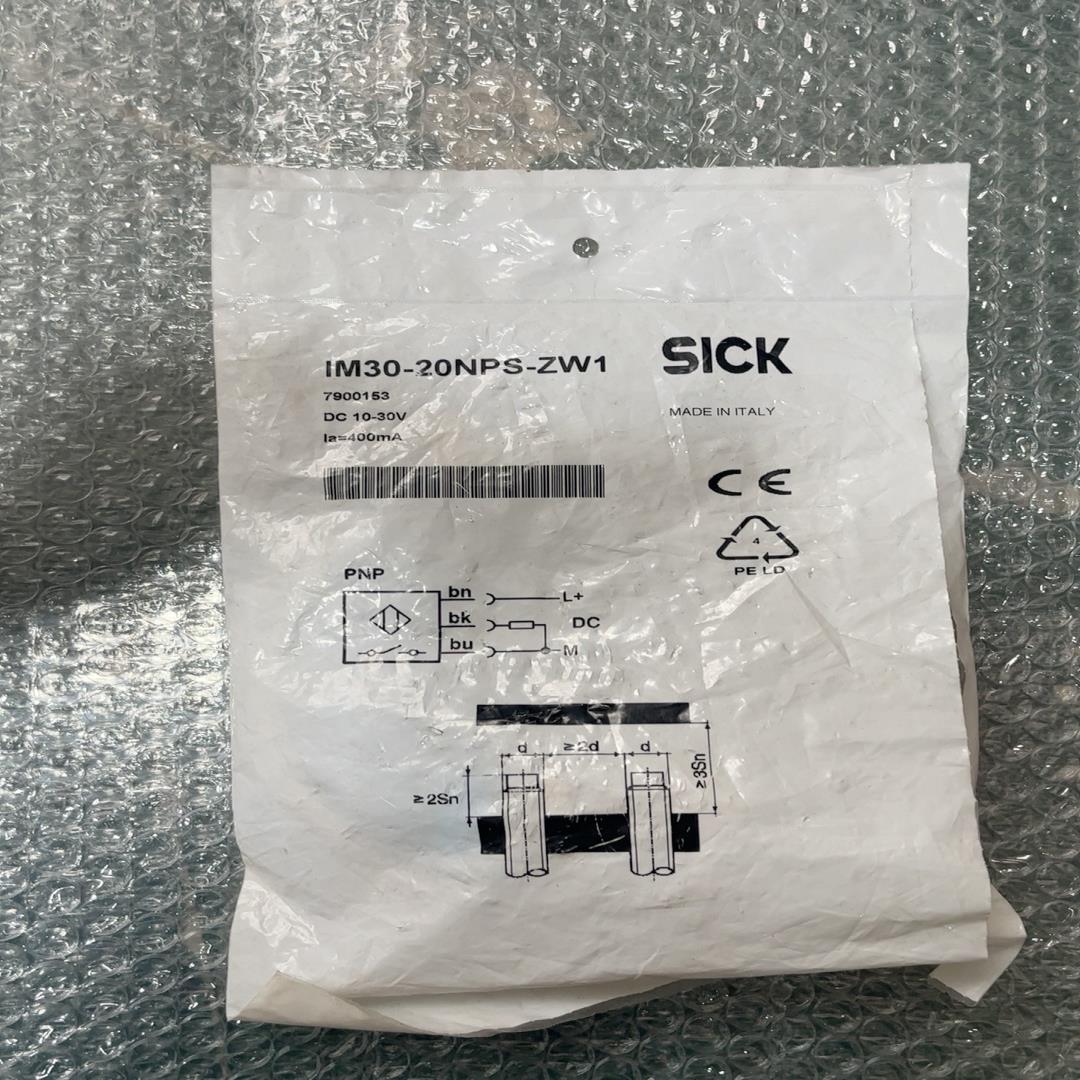 IM30-20NPS-ZW1
SICK
7900153
DC 10-30V
MADE IN ITALY
Ia=400mA
CE
4
PE LD
PNP
bn
L+
bk
DC
bu
M
d
≥2d
d
≥2Sn
≥3Sn